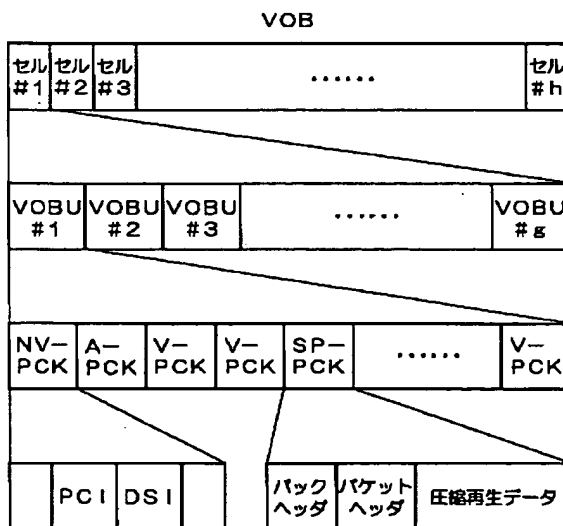 VOB
セル セル セル …… セル
#1 #2 #3 #h
VOBU VOBU VOBU …… VOBU
#1 #2 #3 #g
NV－ A－ V－ V－ SP－ …… V－
PCK PCK PCK PCK PCK PCK
PCI DSI
パック パケット 圧縮再生データ
ヘッダ ヘッダ